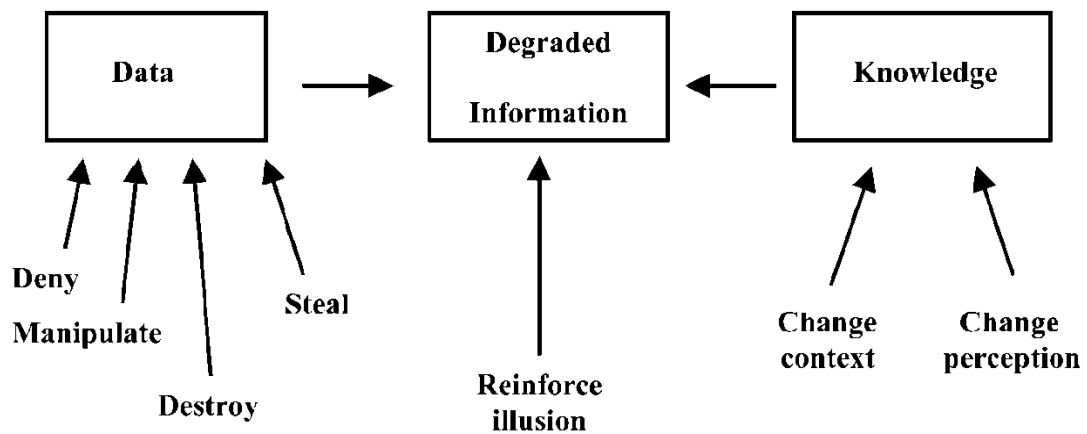 Data
Degraded
Information
Knowledge
Deny
Manipulate
Destroy
Steal
Reinforce
illusion
Change
context
Change
perception